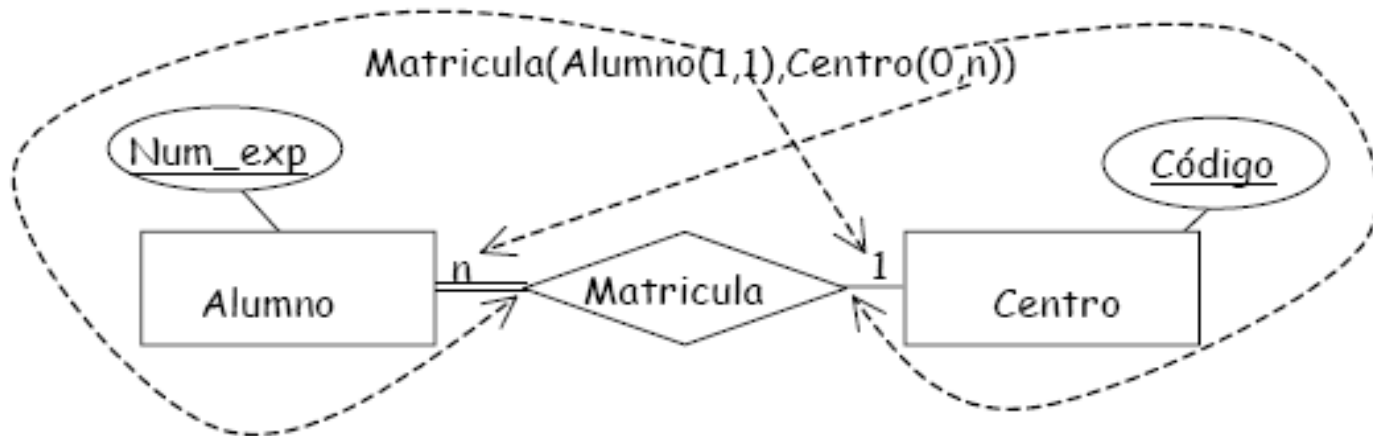 Matricula(Alumno(1,1),Centro(0,n))
Num_exp
Código
n
1
Alumno
Matricula
Centro